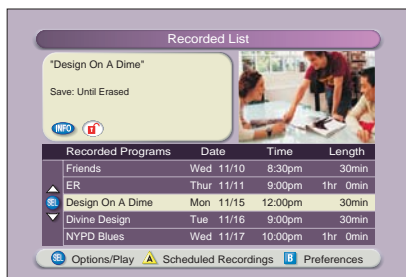 Recorded List
"Design On A Dime"
Save: Until Erased
INFO
Recorded Programs Date Time Length
Friends Wed 11/10 8:30pm 30min
ER Thur 11/11 9:00pm 1hr 0min
SEL Design On A Dime Mon 11/15 12:00pm 30min
Divine Design Tue 11/16 9:00pm 30min
NYPD Blues Wed 11/17 10:00pm 1hr 0min
SEL Options/Play A Scheduled Recordings B Preferences